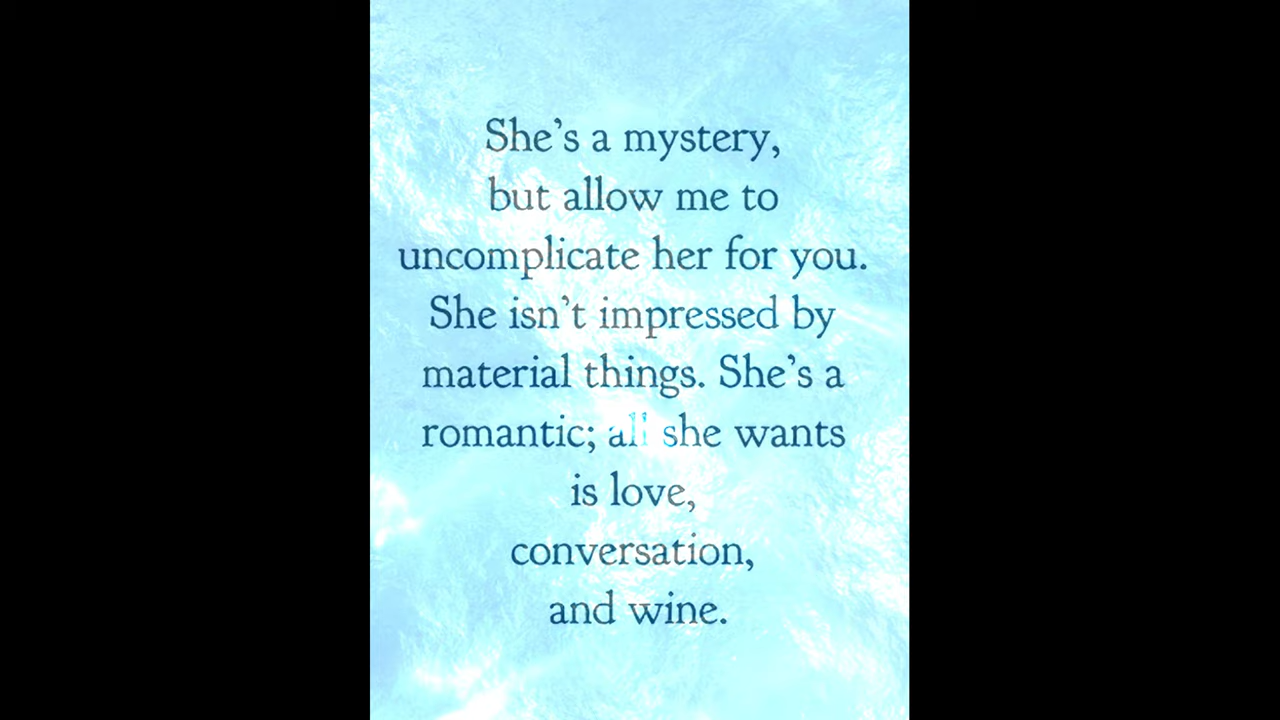 She’s a mystery,
but allow me to
uncomplicate her for you.
She isn’t impressed by
material things. She’s a
romantic; all she wants
is love,
conversation,
and wine.